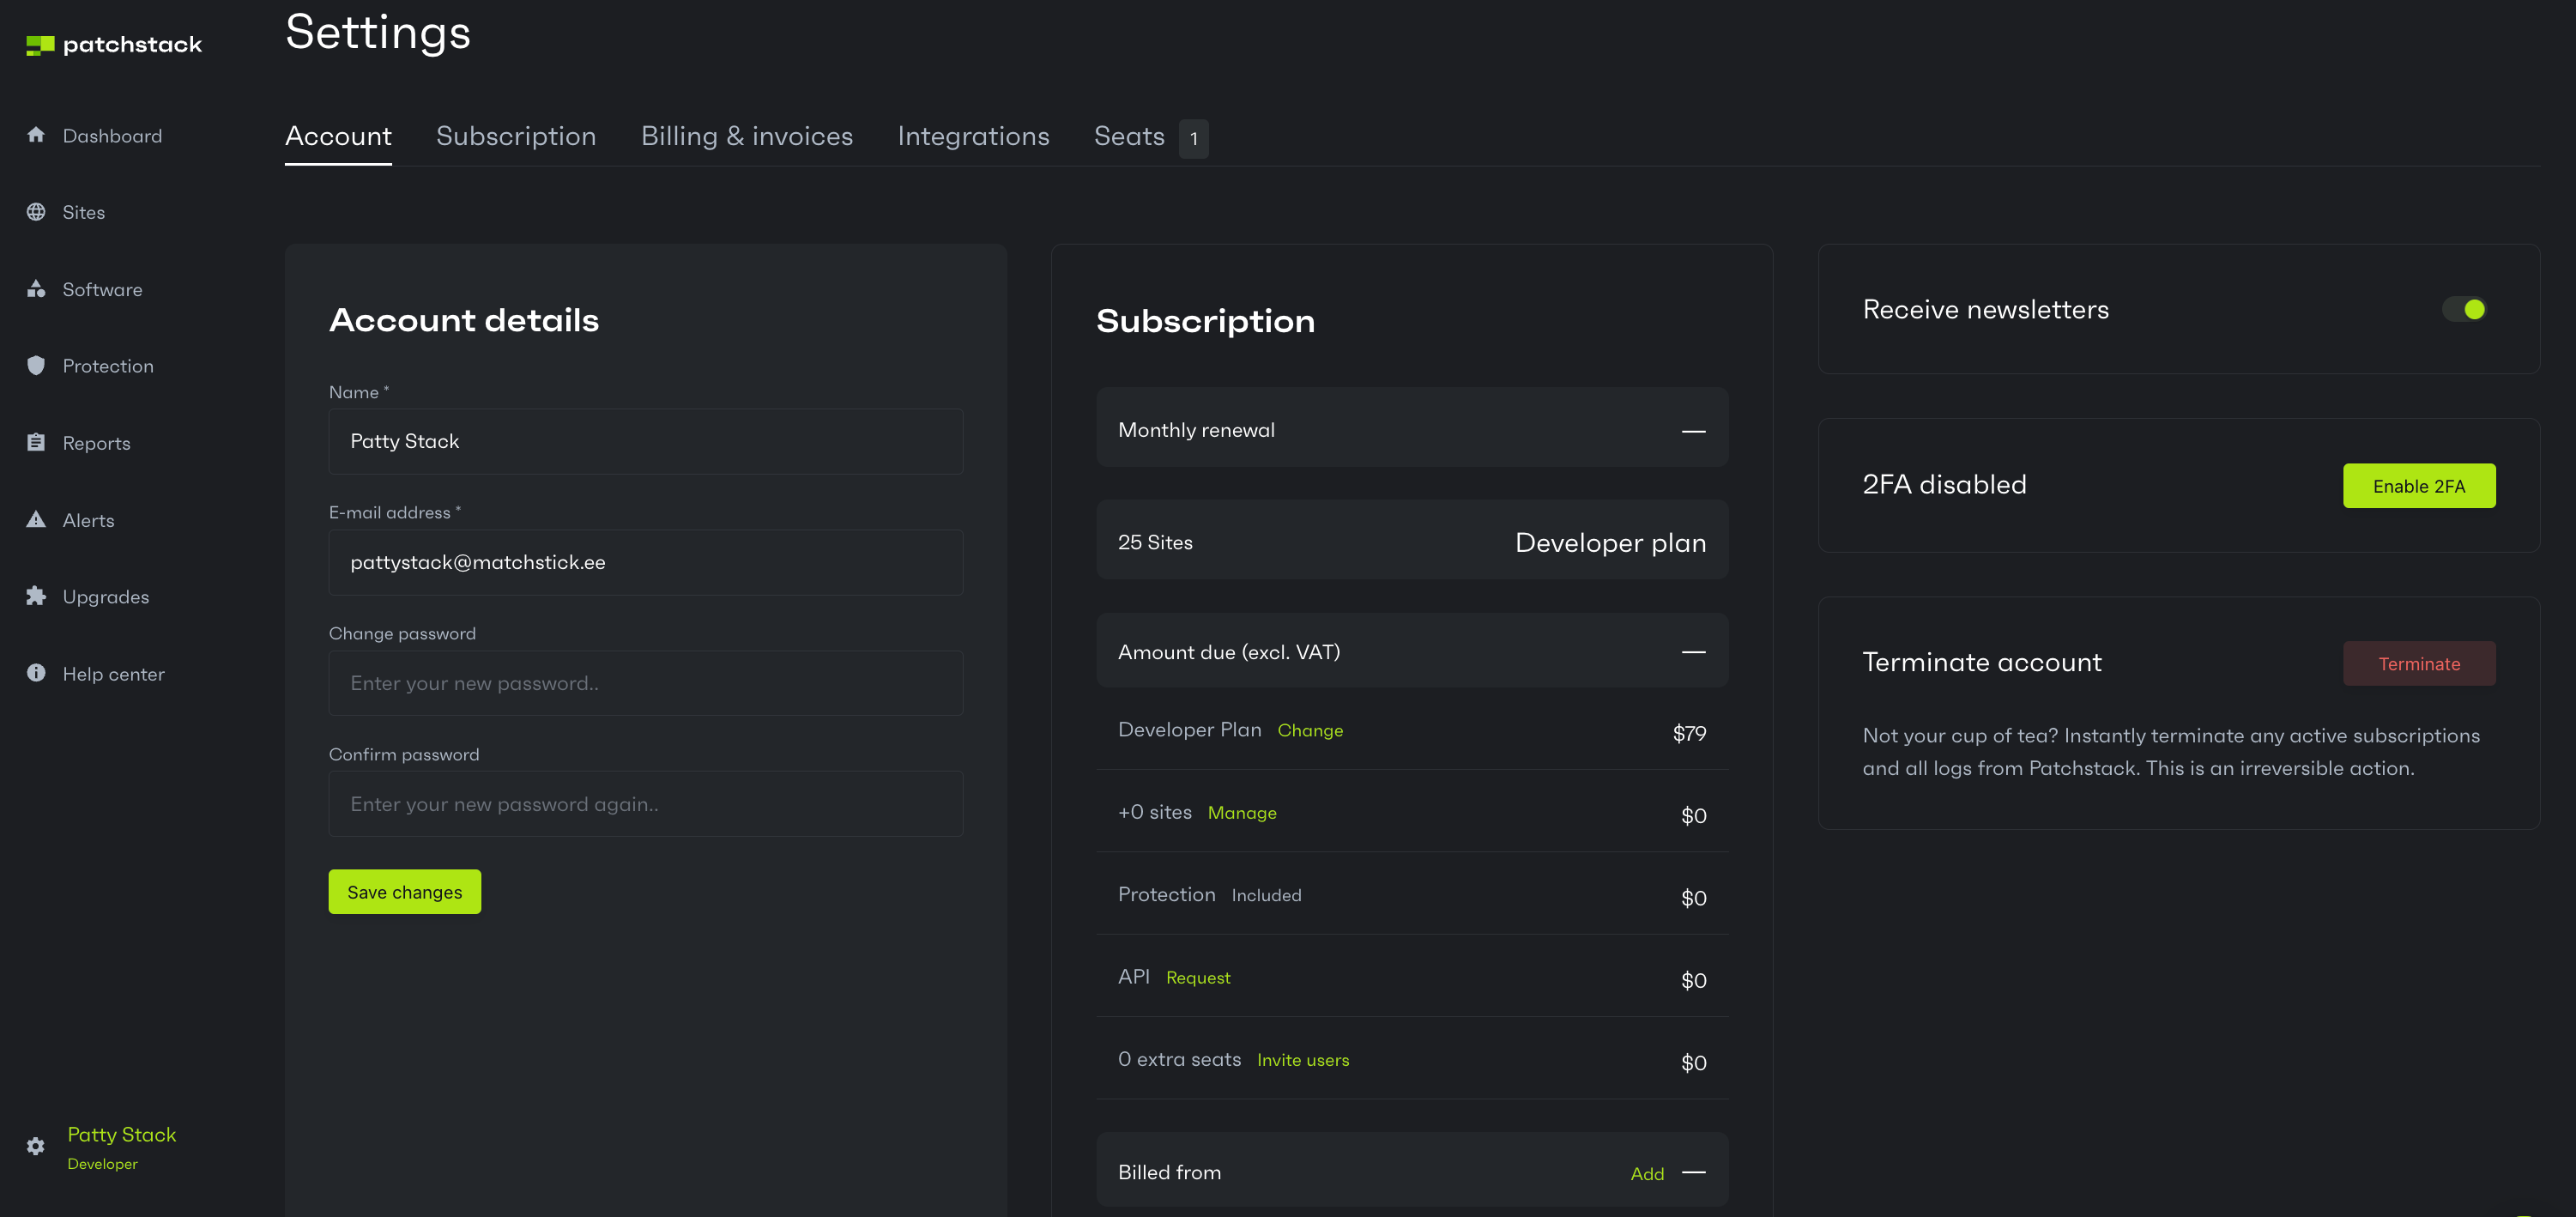 patchstack
Dashboard
Sites
Software
Protection
Reports
Alerts
Upgrades
Help center
Patty Stack
Developer
Settings
Account Subscription Billing & invoices Integrations Seats 1
Account details
Name *
Patty Stack
E-mail address *
pattystack@matchstick.ee
Change password
Enter your new password..
Confirm password
Enter your new password again..
Save changes
Subscription
Monthly renewal —
25 Sites Developer plan
Amount due (excl. VAT) —
Developer Plan Change $79
+0 sites Manage $0
Protection Included $0
API Request $0
0 extra seats Invite users $0
Billed from Add —
Receive newsletters
2FA disabled Enable 2FA
Terminate account Terminate
Not your cup of tea? Instantly terminate any active subscriptions
and all logs from Patchstack. This is an irreversible action.